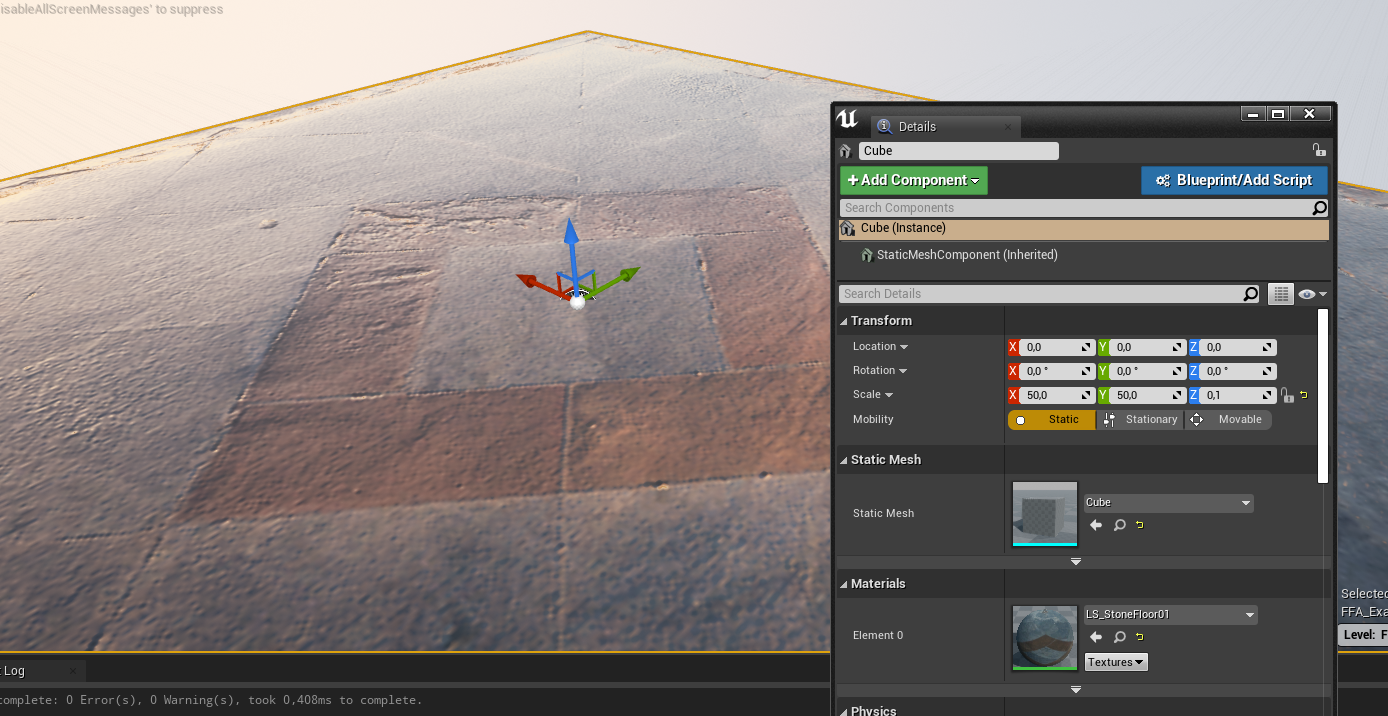 isableAllScreenMessages' to suppress
Details
Cube
+ Add Component
Blueprint/Add Script
Search Components
Cube (Instance)
StaticMeshComponent (Inherited)
Search Details
Transform
Location X 0,0 Y 0,0 Z 0,0
Rotation X 0,0 ° Y 0,0 ° Z 0,0 °
Scale X 50,0 Y 50,0 Z 0,1
Mobility Static Stationary Movable
Static Mesh
Static Mesh
Cube
Materials
Element 0
LS_StoneFloor01
Textures
Physics
Selected
FFA_Exa
Level: F
t Log
complete: 0 Error(s), 0 Warning(s), took 0,408ms to complete.